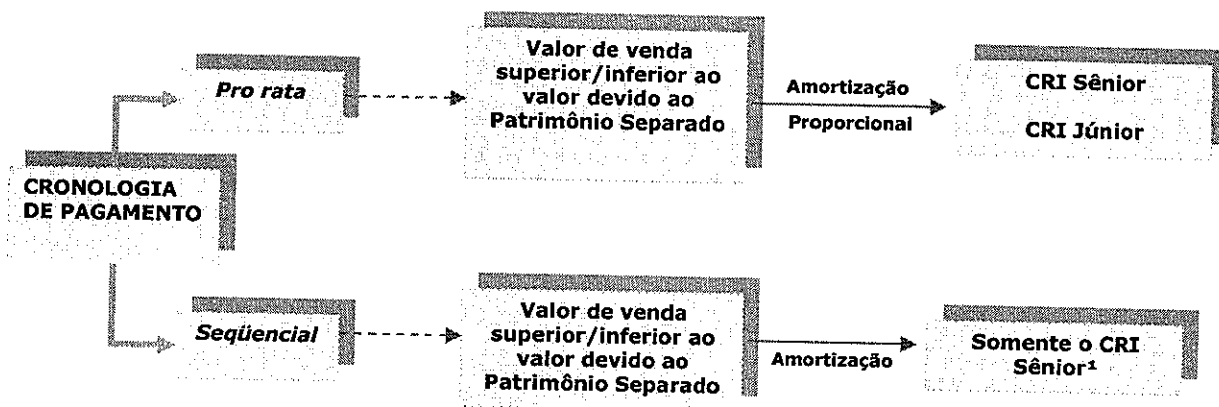 CRONOLOGIA
DE PAGAMENTO
Pro rata
Valor de venda
superior/inferior ao
valor devido ao
Patrimônio Separado
Amortização
Proporcional
CRI Sênior
CRI Júnior
Seqüencial
Valor de venda
superior/inferior ao
valor devido ao
Patrimônio Separado
Amortização
Somente o CRI
Sênior¹